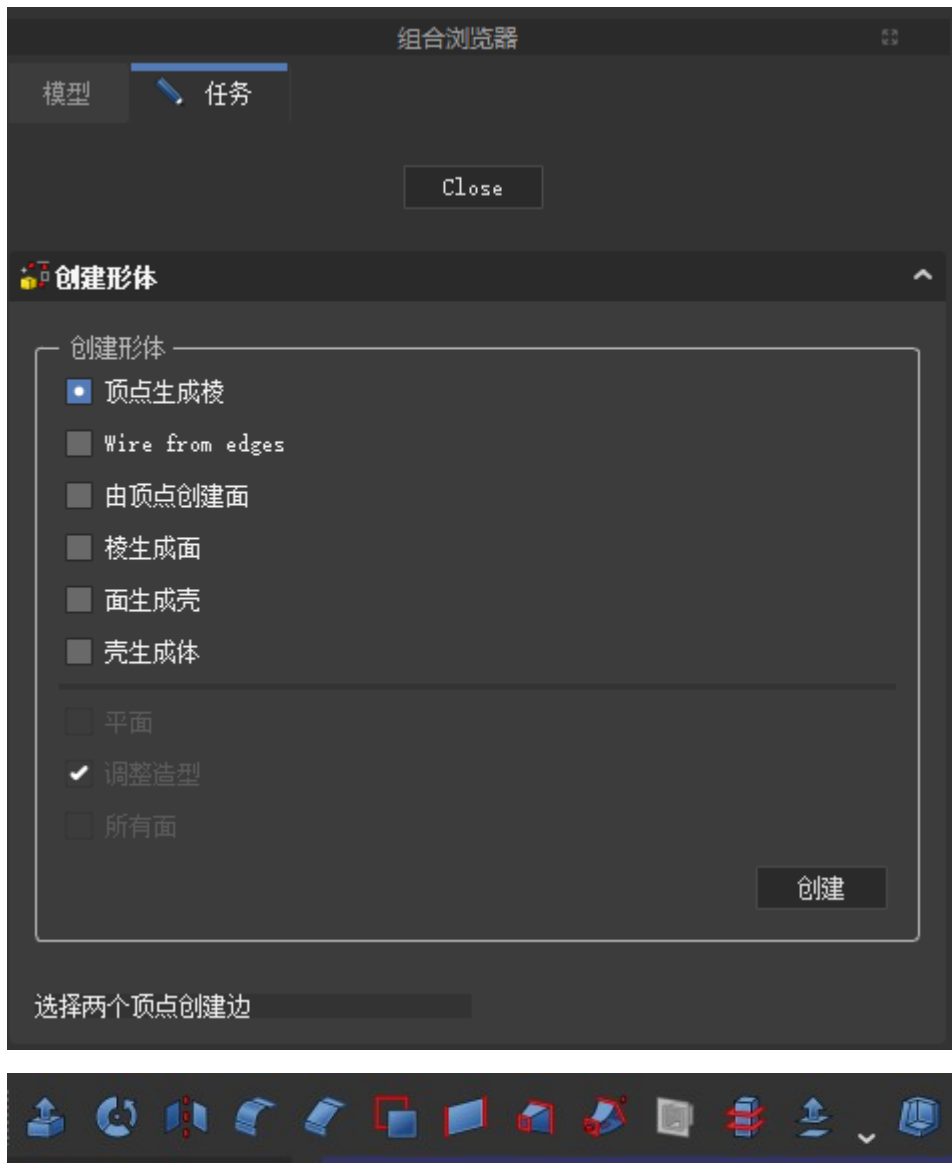 组合浏览器
模型
任务
Close
创建形体
创建形体
顶点生成棱
Wire from edges
由顶点创建面
棱生成面
面生成壳
壳生成体
平面
调整造型
所有面
创建
选择两个顶点创建边